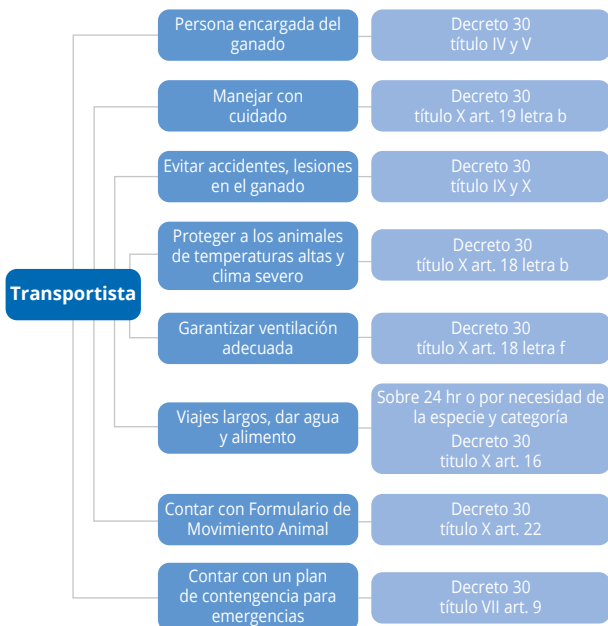 Persona encargada del
ganado
Decreto 30
título IV y V
Manejar con
cuidado
Decreto 30
título X art. 19 letra b
Evitar accidentes, lesiones
en el ganado
Decreto 30
título IX y X
Proteger a los animales
de temperaturas altas y
clima severo
Decreto 30
título X art. 18 letra b
Transportista
Garantizar ventilación
adecuada
Decreto 30
título X art. 18 letra f
Viajes largos, dar agua
y alimento
Sobre 24 hr o por necesidad de
la especie y categoría
Decreto 30
titulo X art. 16
Contar con Formulario de
Movimiento Animal
Decreto 30
título X art. 22
Contar con un plan
de contengencia para
emergencias
Decreto 30
título VII art. 9